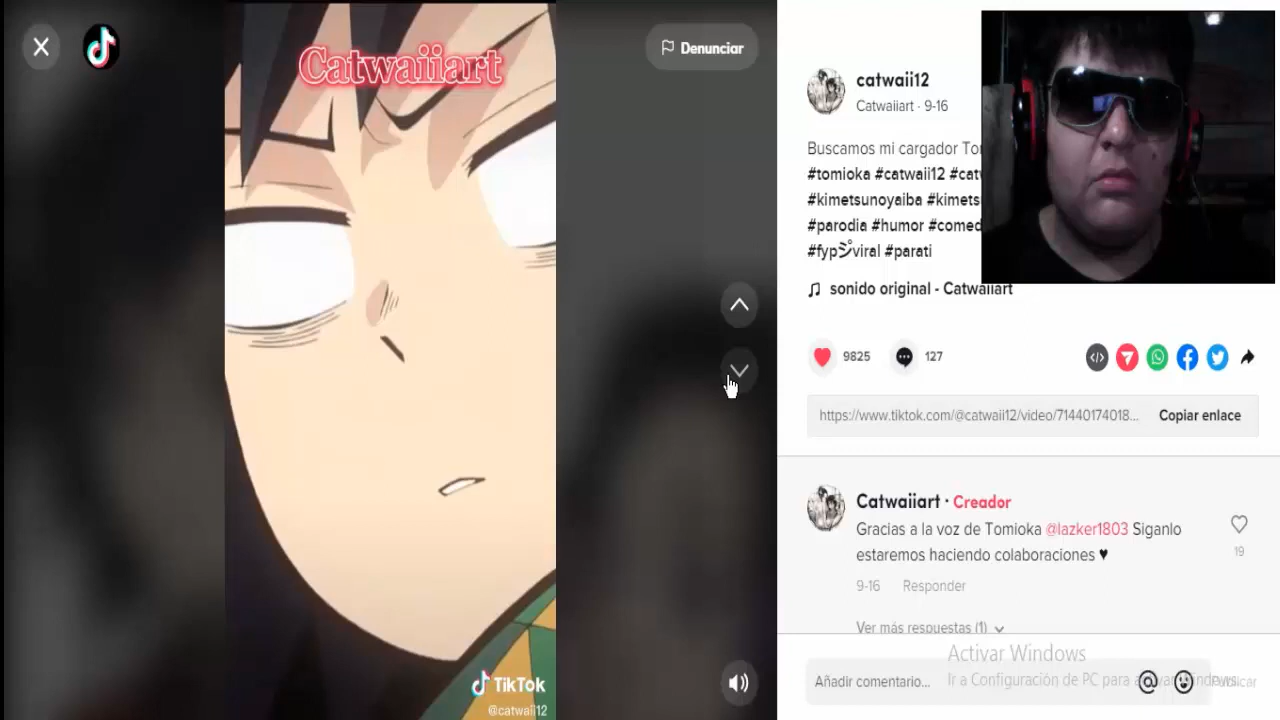 Catwaiiart
Denunciar
TikTok
@catwaii12
catwaii12
Catwaiiart · 9-16
Buscamos mi cargador
#tomioka #catwaii12
#kimetsunoyaiba
#parodia #humor
#fypジviral #parati
sonido original - Catwaiiart
9825
127
https://www.tiktok.com/@catwaii12/video/71440174018...
Copiar enlace
Catwaiiart · Creador
Gracias a la voz de Tomioka @lazker1803 Siganlo
estaremos haciendo colaboraciones ♥
19
9-16 Responder
Ver más respuestas (1)
Activar Windows
Añadir comentario...
Ir a Configuración de PC para